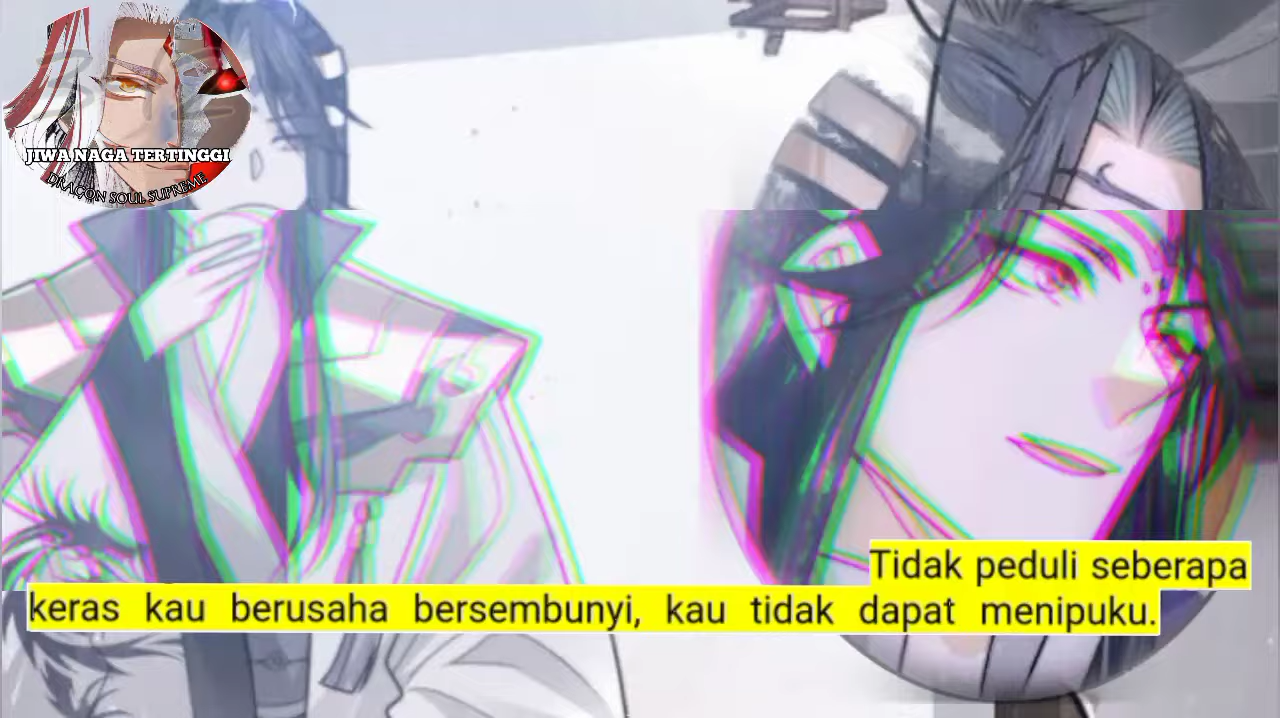 JIWA NAGA TERTINGGI
DRAGON SOUL SUPREME
Tidak peduli seberapa
keras kau berusaha bersembunyi, kau tidak dapat menipuku.